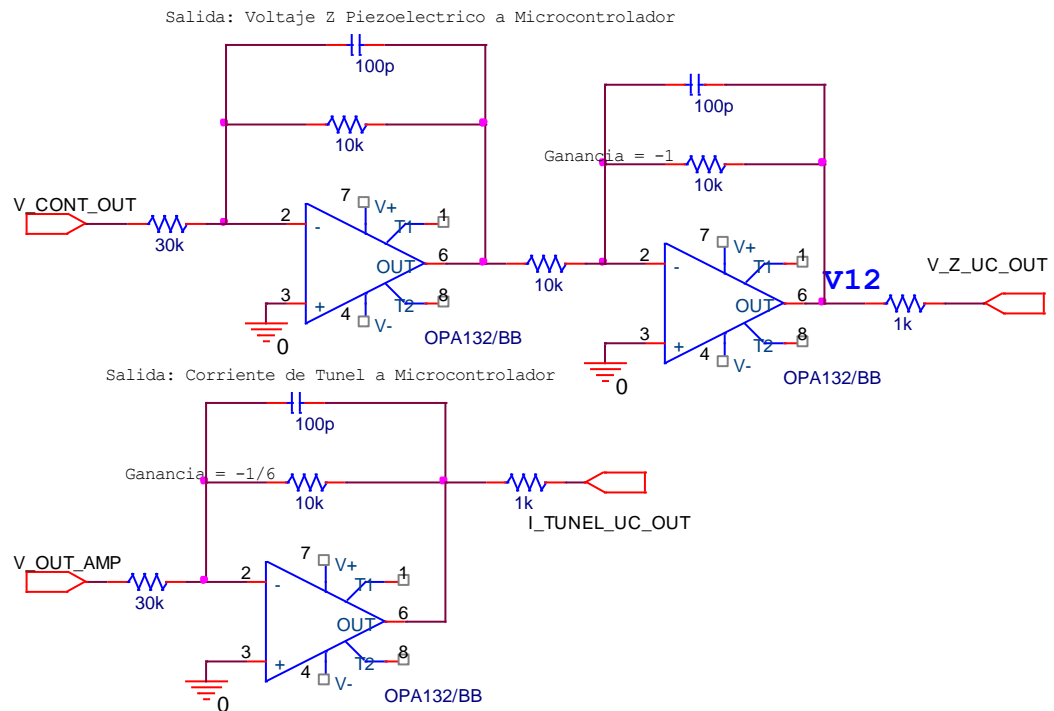 Salida: Voltaje Z Piezoelectrico a Microcontrolador
100p
10k
V_CONT_OUT
30k
2
-
3
+
7
V+
T1
1
OUT
6
T2
8
4
V-
0
OPA132/BB
100p
Ganancia = -1
10k
10k
2
-
3
+
7
V+
T1
1
OUT
6
T2
8
4
V-
0
OPA132/BB
V12
1k
V_Z_UC_OUT
Salida: Corriente de Tunel a Microcontrolador
100p
Ganancia = -1/6
10k
1k
I_TUNEL_UC_OUT
V_OUT_AMP
30k
2
-
3
+
7
V+
T1
1
OUT
6
T2
8
4
V-
0
OPA132/BB